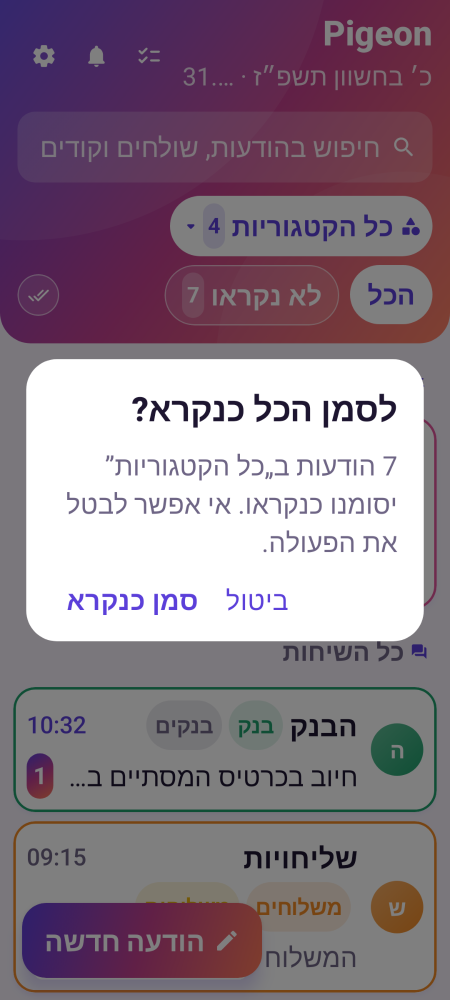 Pigeon
כ׳ בחשוון תשפ״ז · ‎31.…
חיפוש בהודעות, שולחים וקודים
כל הקטגוריות 4
הכל
לא נקראו 7
לסמן הכל כנקרא?
7 הודעות ב„כל הקטגוריות”
יסומנו כנקראו. אי אפשר לבטל
את הפעולה.
ביטול
סמן כנקרא
כל השיחות
ה
הבנק
בנק
בנקים
10:32
חיוב בכרטיס המסתיים ב…
1
ש
שליחויות
09:15
משלוחים
המשלוח
הודעה חדשה